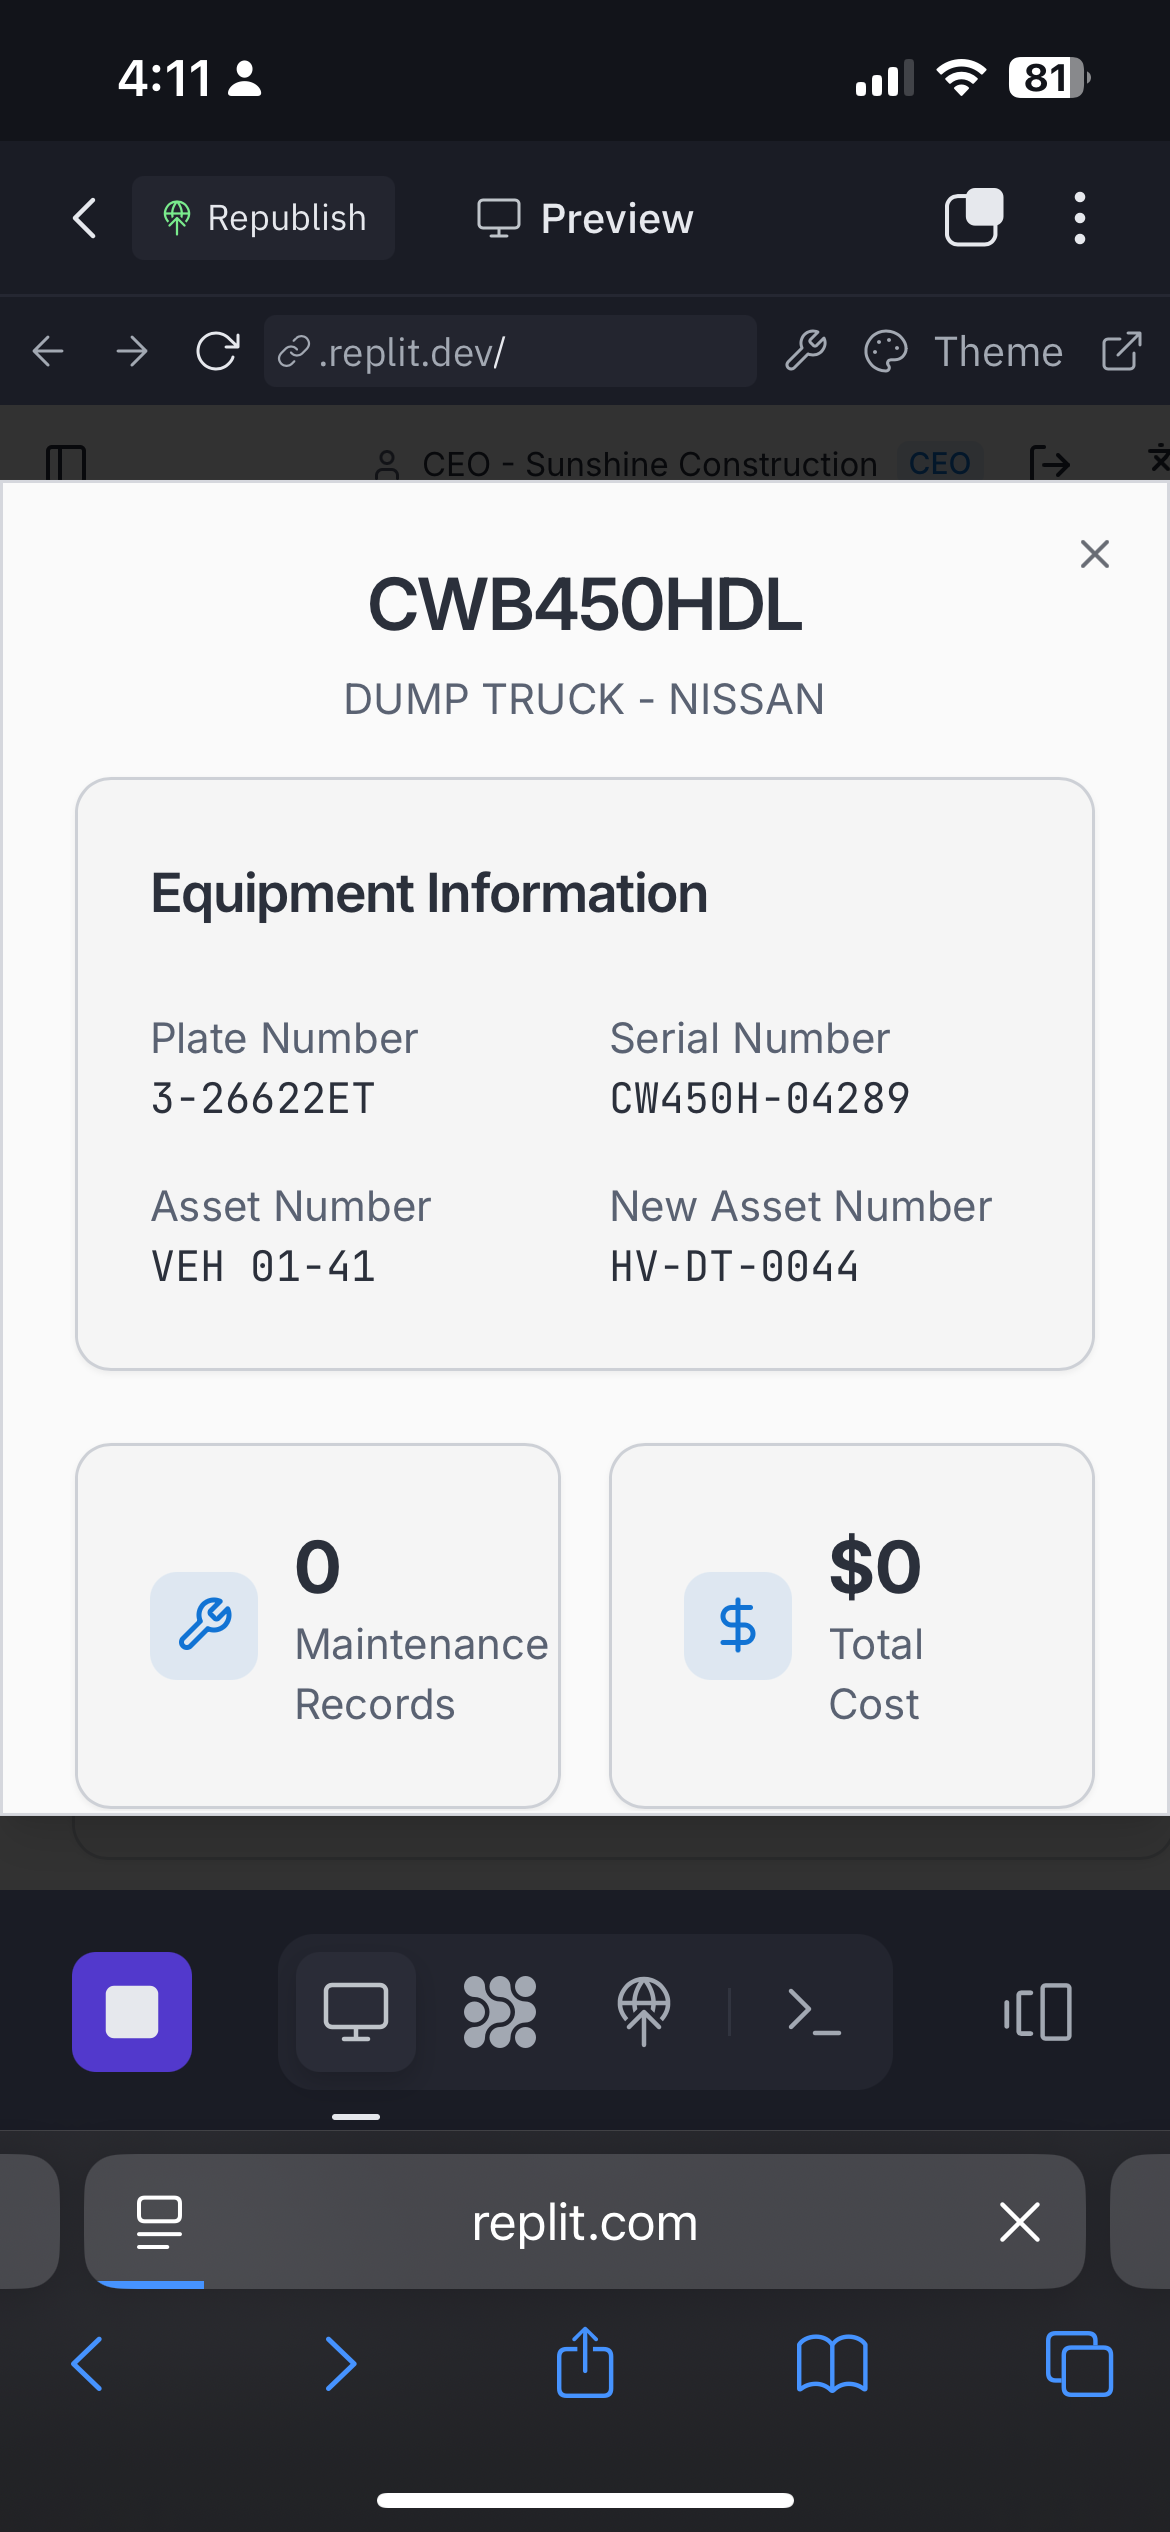 4:11
81
Republish
Preview
.replit.dev/
Theme
CEO - Sunshine Construction
CEO
CWB450HDL
DUMP TRUCK - NISSAN
Equipment Information
Plate Number
Serial Number
3-26622ET
CW450H-04289
Asset Number
New Asset Number
VEH 01-41
HV-DT-0044
0
Maintenance
Records
$0
Total
Cost
replit.com